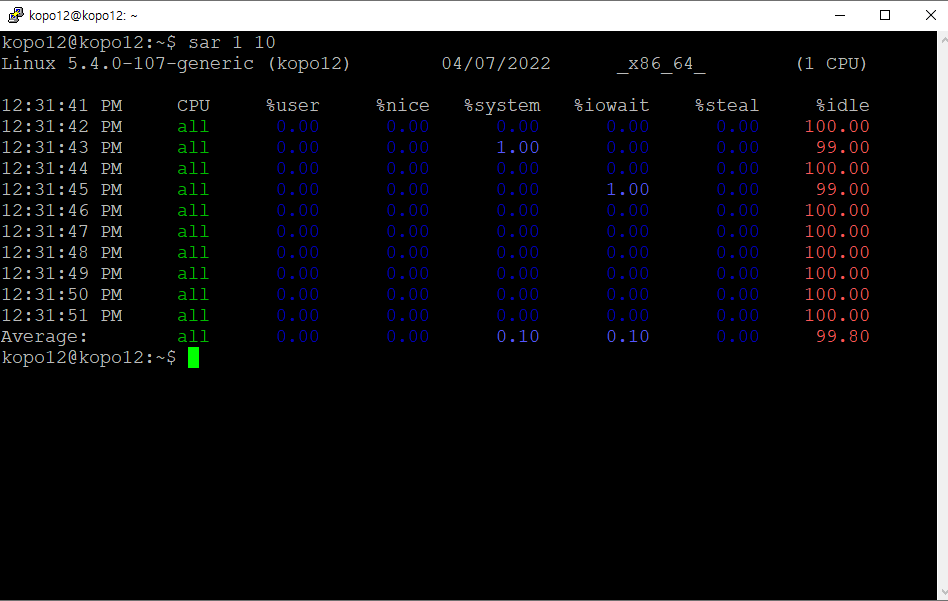 kopo12@kopo12: ~
kopo12@kopo12:~$ sar 1 10
Linux 5.4.0-107-generic (kopo12) 04/07/2022 _x86_64_ (1 CPU)
12:31:41 PM CPU %user %nice %system %iowait %steal %idle
12:31:42 PM all 0.00 0.00 0.00 0.00 0.00 100.00
12:31:43 PM all 0.00 0.00 1.00 0.00 0.00 99.00
12:31:44 PM all 0.00 0.00 0.00 0.00 0.00 100.00
12:31:45 PM all 0.00 0.00 0.00 1.00 0.00 99.00
12:31:46 PM all 0.00 0.00 0.00 0.00 0.00 100.00
12:31:47 PM all 0.00 0.00 0.00 0.00 0.00 100.00
12:31:48 PM all 0.00 0.00 0.00 0.00 0.00 100.00
12:31:49 PM all 0.00 0.00 0.00 0.00 0.00 100.00
12:31:50 PM all 0.00 0.00 0.00 0.00 0.00 100.00
12:31:51 PM all 0.00 0.00 0.00 0.00 0.00 100.00
Average: all 0.00 0.00 0.10 0.10 0.00 99.80
kopo12@kopo12:~$